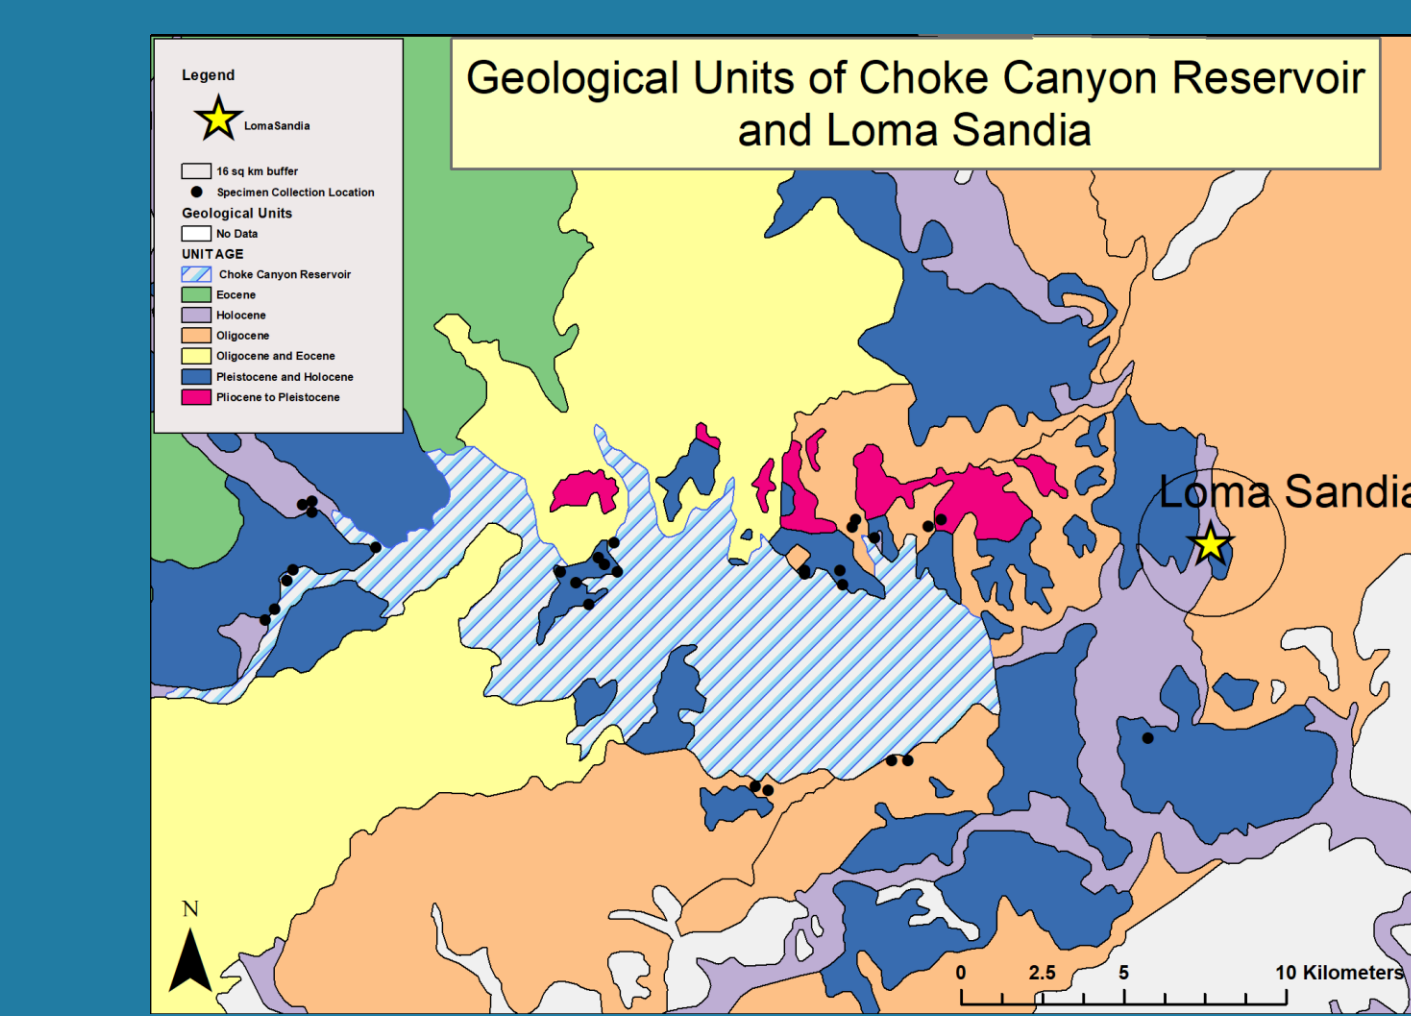 Geological Units of Choke Canyon Reservoir
and Loma Sandia
Legend
LomaSandia
16 sq km buffer
Specimen Collection Location
Geological Units
No Data
UNITAGE
Choke Canyon Reservoir
Eocene
Holocene
Oligocene
Oligocene and Eocene
Pleistocene and Holocene
Pliocene to Pleistocene
Loma Sandia
N
0 2.5 5 10 Kilometers